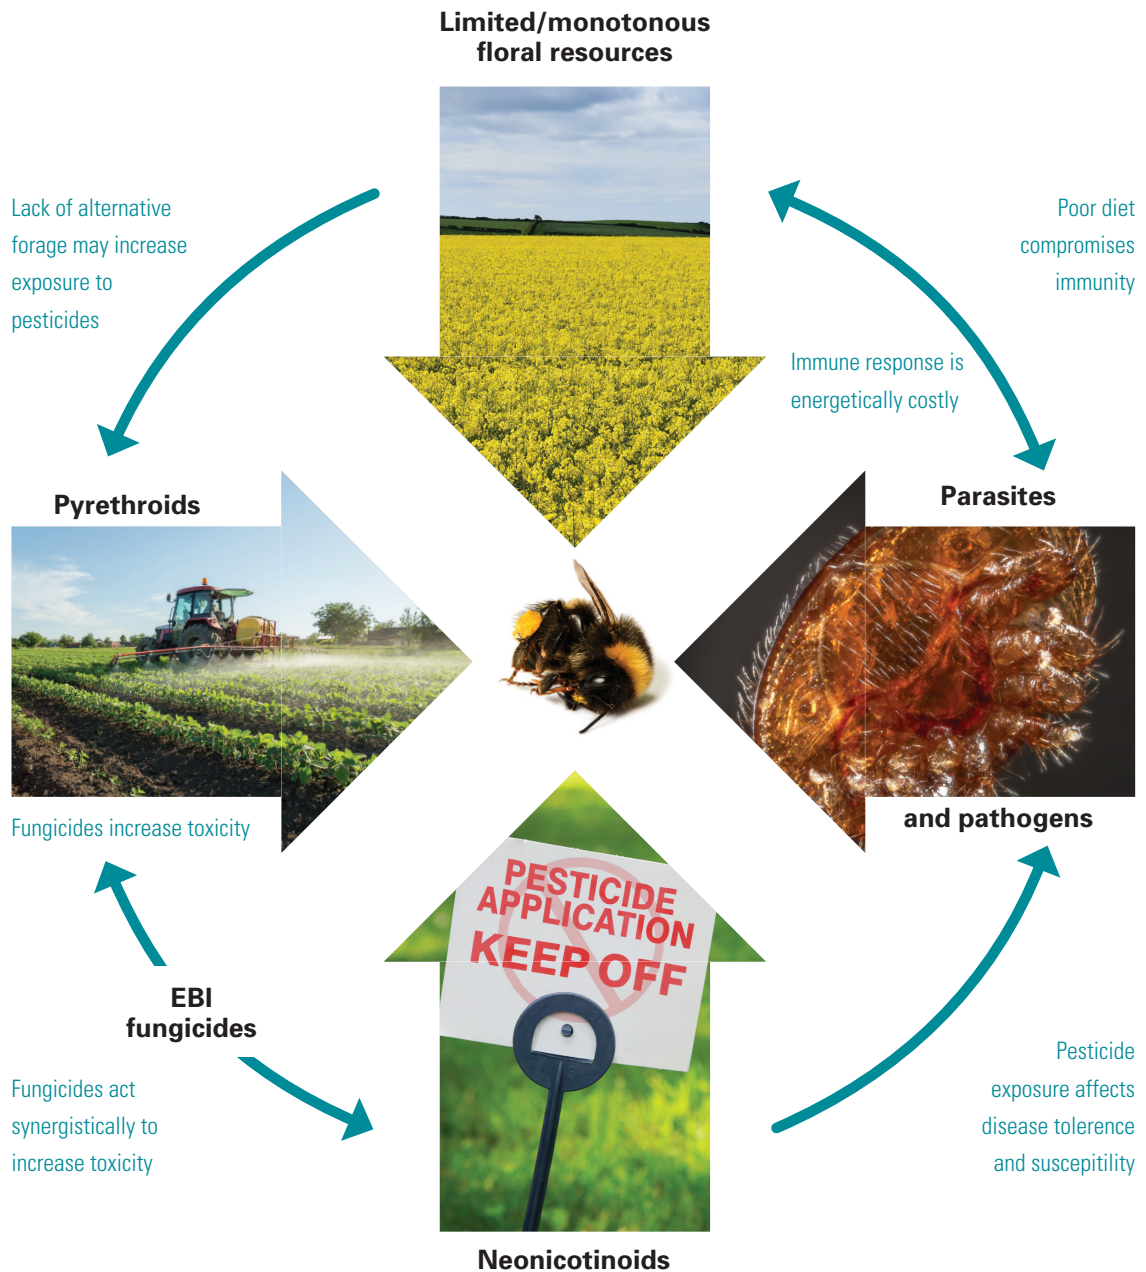 Limited/monotonous
floral resources
Lack of alternative
forage may increase
exposure to
pesticides
Poor diet
compromises
immunity
Immune response is
energetically costly
Pyrethroids
Parasites
and pathogens
Fungicides increase toxicity
PESTICIDE
APPLICATION
KEEP OFF
EBI
fungicides
Fungicides act
synergistically to
increase toxicity
Pesticide
exposure affects
disease tolerence
and suscepitility
Neonicotinoids